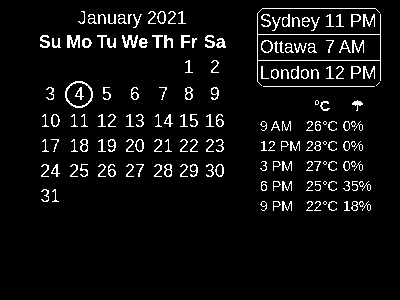 January 2021
Su Mo Tu We Th Fr Sa
1 2
3 4 5 6 7 8 9
10 11 12 13 14 15 16
17 18 19 20 21 22 23
24 25 26 27 28 29 30
31
Sydney 11 PM
Ottawa 7 AM
London 12 PM
°C
9 AM 26°C 0%
12 PM 28°C 0%
3 PM 27°C 0%
6 PM 25°C 35%
9 PM 22°C 18%